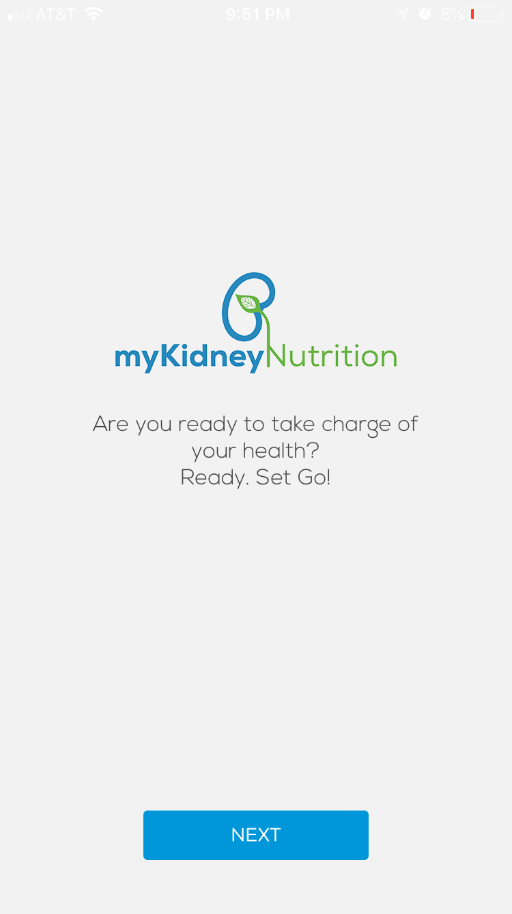 AT&T 9:51 PM 8%
myKidneyNutrition
Are you ready to take charge of
your health?
Ready. Set Go!
NEXT